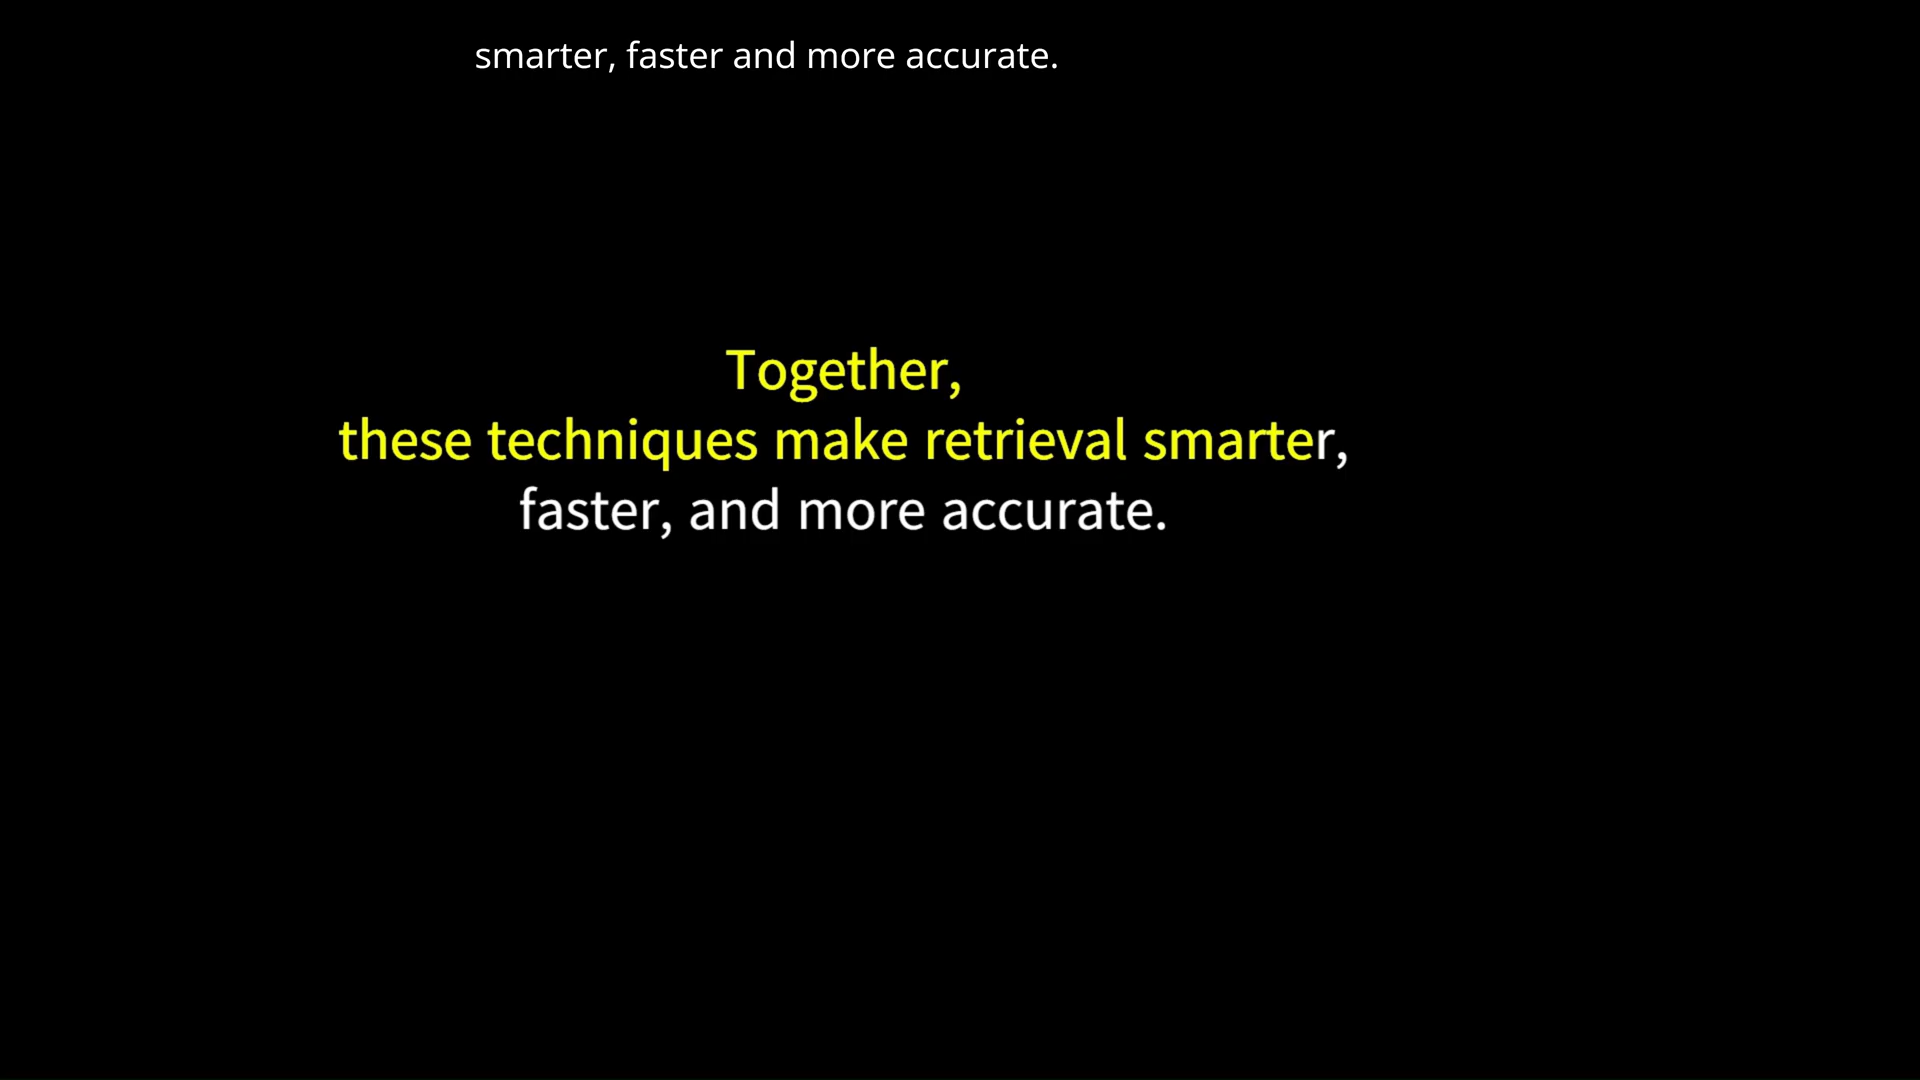 smarter, faster and more accurate.
Together,
these techniques make retrieval smarter,
faster, and more accurate.